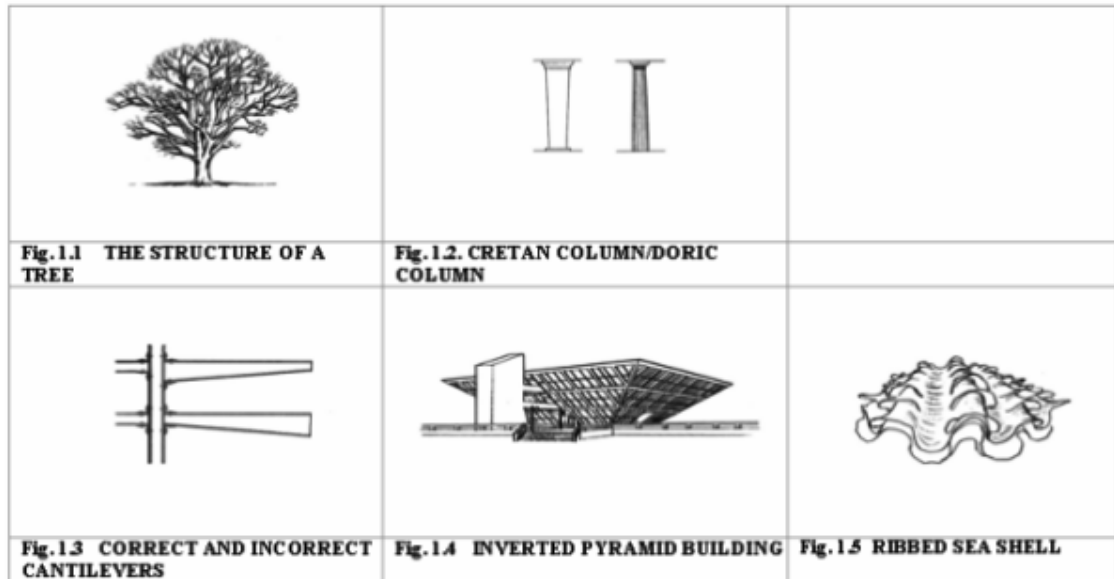 Fig.1.1 THE STRUCTURE OF A
TREE
Fig.1.2. CRETAN COLUMN/DORIC
COLUMN
Fig.1.3 CORRECT AND INCORRECT
CANTILEVERS
Fig.1.4 INVERTED PYRAMID BUILDING
Fig.1.5 RIBBED SEA SHELL